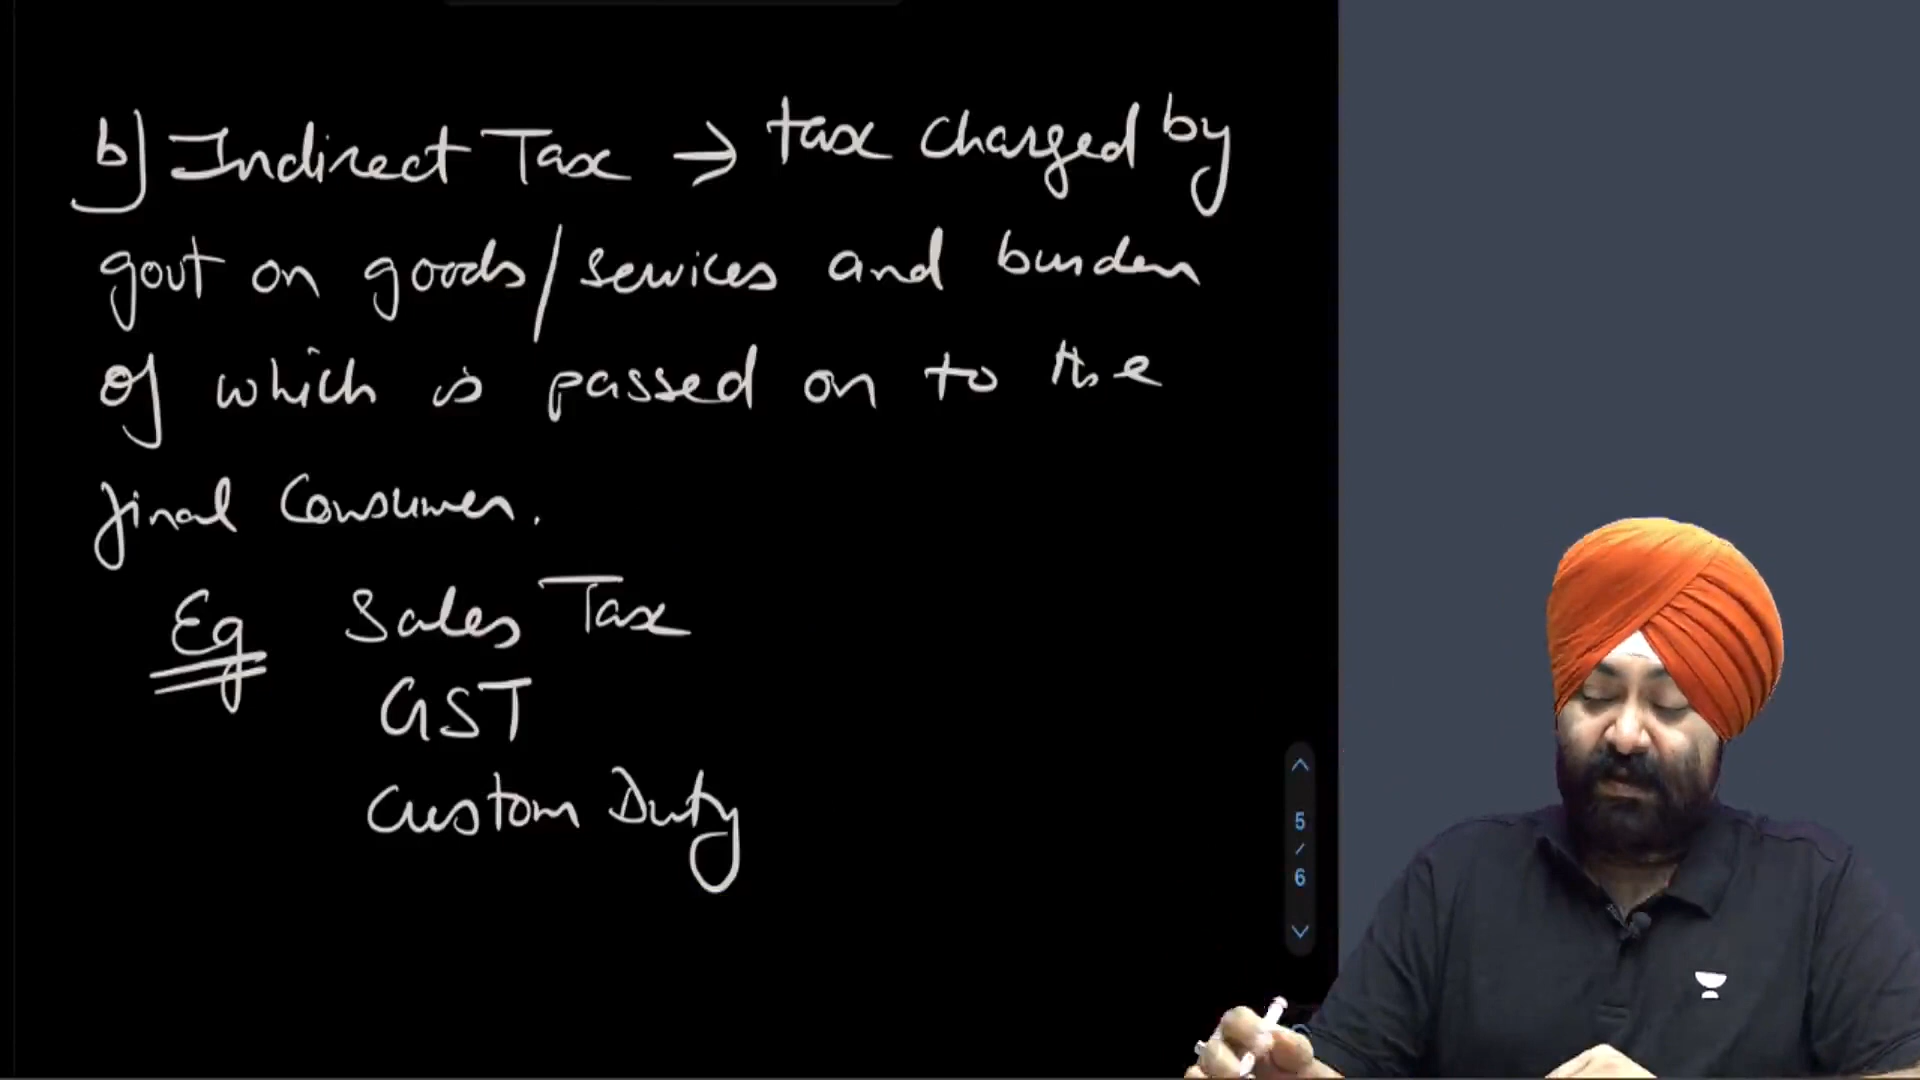 b) Indirect Tax → tax charged by
govt on goods/services and burden
of which is passed on to the
final Consumer.
Eg Sales Tax
GST
Custom Duty
5
/
6